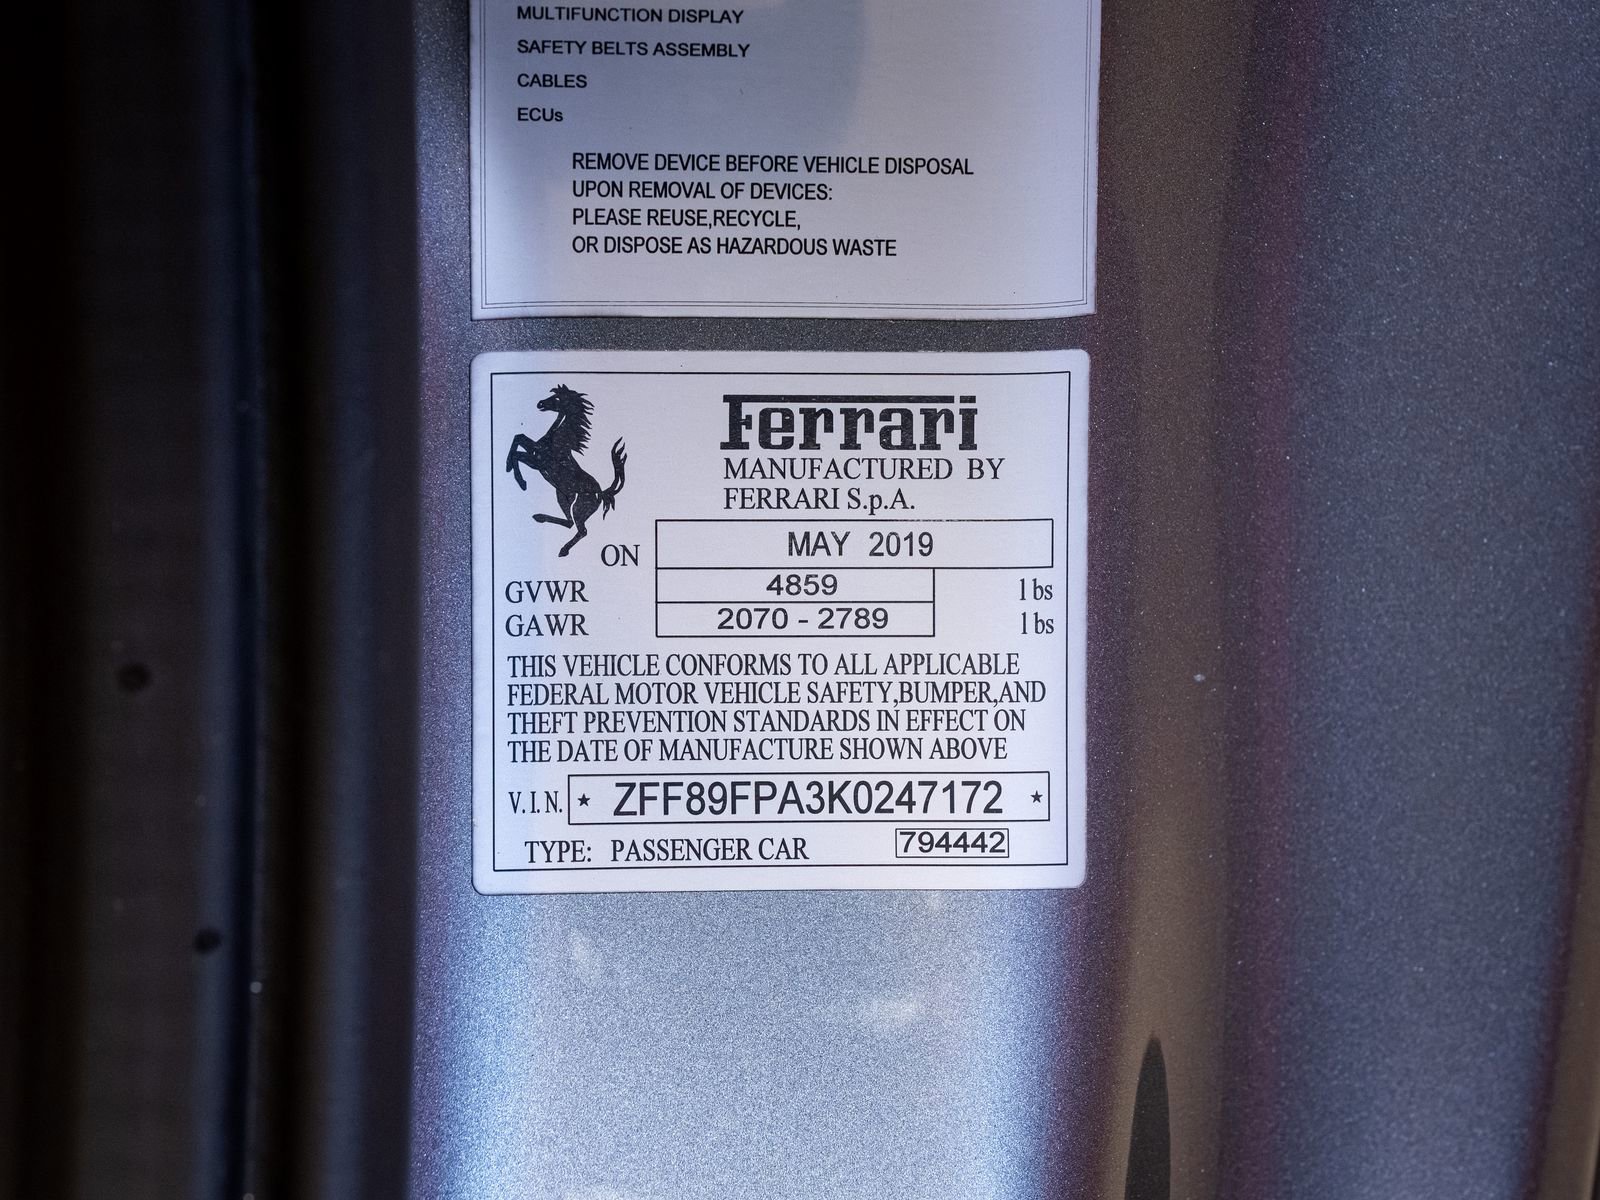 MULTIFUNCTION DISPLAY
SAFETY BELTS ASSEMBLY
CABLES
ECUs
REMOVE DEVICE BEFORE VEHICLE DISPOSAL
UPON REMOVAL OF DEVICES:
PLEASE REUSE,RECYCLE,
OR DISPOSE AS HAZARDOUS WASTE
Ferrari
MANUFACTURED BY
FERRARI S.p.A.
ON MAY 2019
GVWR 4859 lbs
GAWR 2070 - 2789 lbs
THIS VEHICLE CONFORMS TO ALL APPLICABLE
FEDERAL MOTOR VEHICLE SAFETY,BUMPER,AND
THEFT PREVENTION STANDARDS IN EFFECT ON
THE DATE OF MANUFACTURE SHOWN ABOVE
V.I.N. ★ ZFF89FPA3K0247172 ★
TYPE: PASSENGER CAR 794442